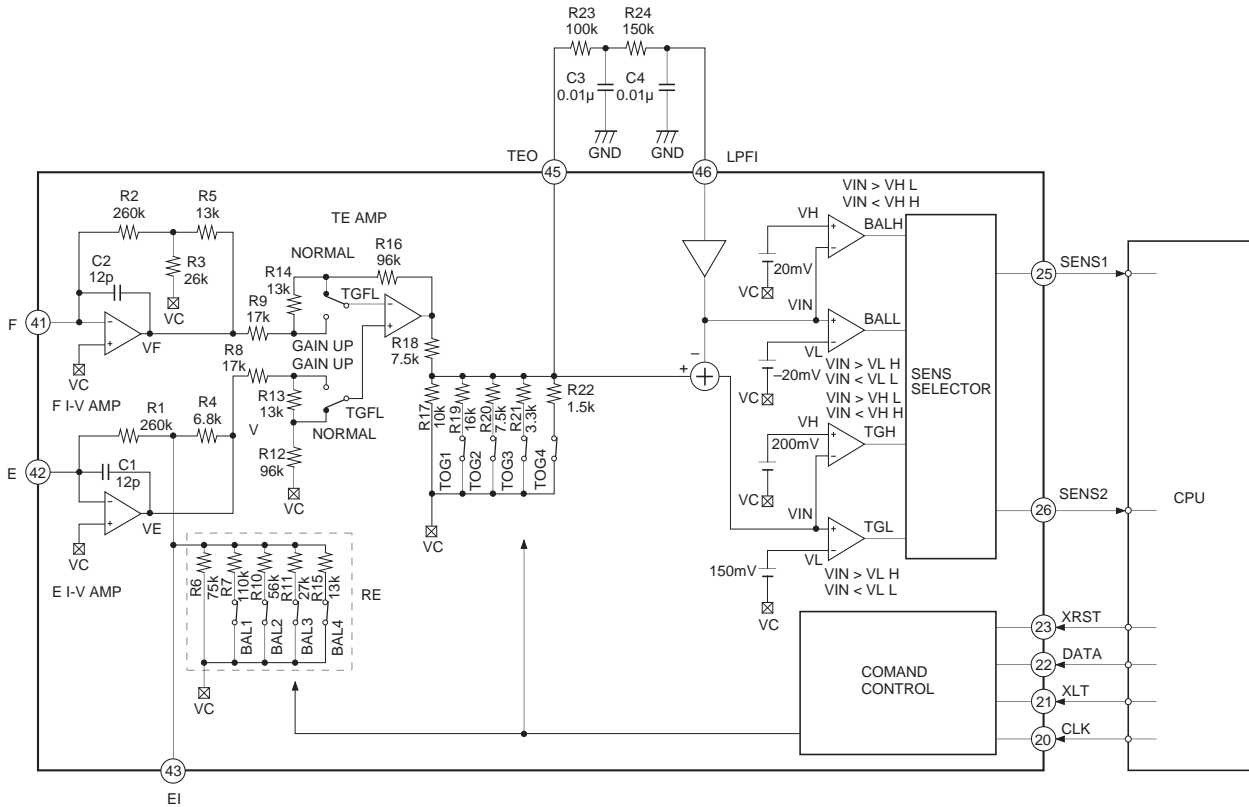 R23
100k
R24
150k
C3
0.01µ
C4
0.01µ
GND
GND
TEO
45
46
LPFI
R2
260k
R5
13k
TE AMP
VIN > VH L
VIN < VH H
VH
BALH
NORMAL
R16
96k
C2
12p
R3
26k
R14
13k
TGFL
20mV
VC
VC
R9
17k
VIN
25
SENS1
F
41
VF
GAIN UP
GAIN UP
R18
7.5k
BALL
VL
VC
R8
17k
R13
13k
TGFL
NORMAL
–20mV
VC
VIN > VL H
VIN < VL L
VIN > VH L
VIN < VH H
SENS
SELECTOR
F I-V AMP
R1
260k
R4
6.8k
V
R22
1.5k
R17
10k
R19
16k
R20
7.5k
R21
3.3k
TOG1
TOG2
TOG3
TOG4
VH
TGH
200mV
VC
E
42
C1
12p
R12
96k
VC
VIN
26
SENS2
CPU
VE
VC
VC
TGL
VL
150mV
VC
VIN > VL H
VIN < VL L
E I-V AMP
R6
75k
R7
110k
R10
56k
R11
27k
R15
13k
RE
BAL1
BAL2
BAL3
BAL4
VC
COMAND
CONTROL
23
XRST
22
DATA
21
XLT
20
CLK
43
EI
+
–
+
–
+
–
+
–
+
–
+
–
+
–
+
–
+